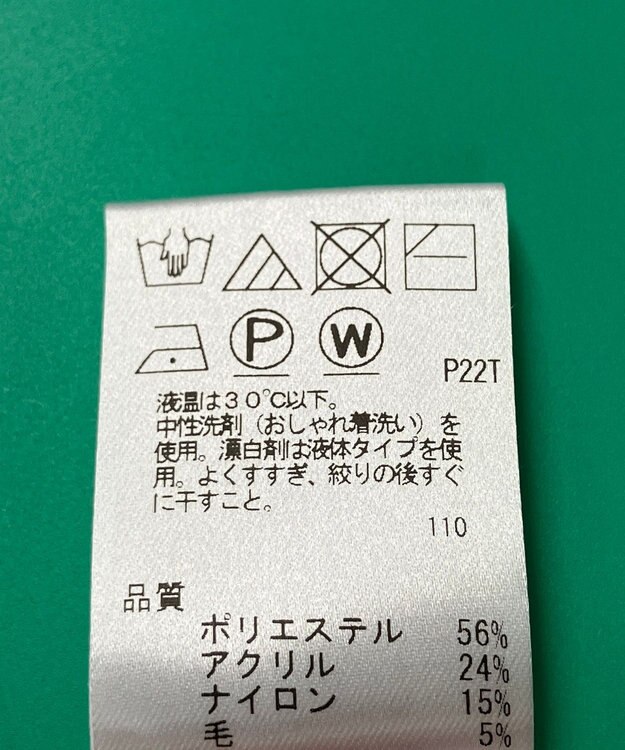 P W
P22T
液温は30℃以下。
中性洗剤（おしゃれ着洗い）を
使用。漂白剤は液体タイプを使
用。よくすすぎ、絞りの後すぐ
に干すこと。
110
品質
ポリエステル 56%
アクリル 24%
ナイロン 15%
毛 5%